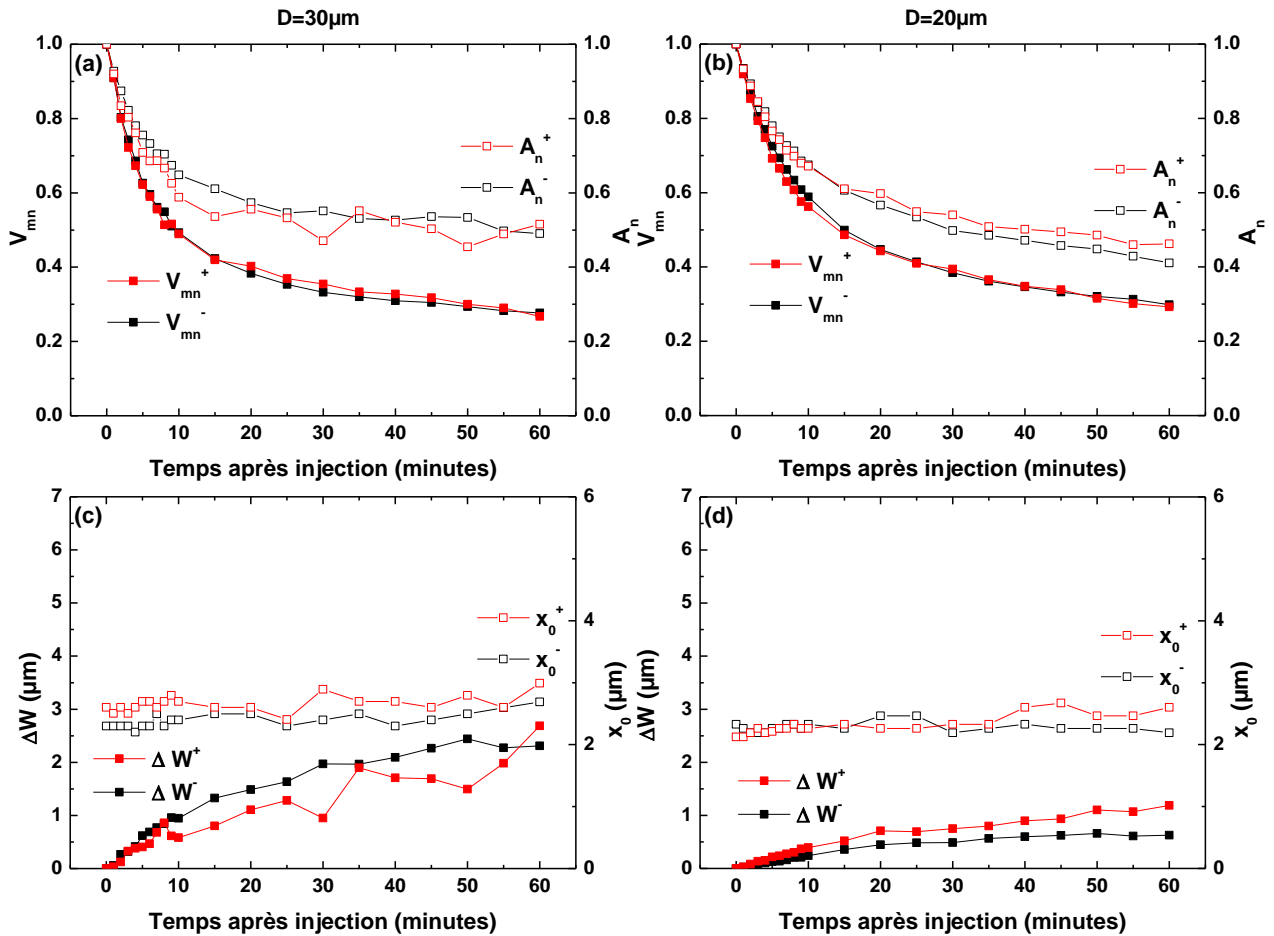 D=30µm
D=20µm
(a)
1.0
0.8
0.6
0.4
0.2
0.0
V_mn
1.0
0.8
0.6
0.4
0.2
0.0
A_n
A_n^+
A_n^-
V_mn^+
V_mn^-
0 10 20 30 40 50 60
Temps après injection (minutes)
(b)
1.0
0.8
0.6
0.4
0.2
0.0
V_mn
1.0
0.8
0.6
0.4
0.2
0.0
A_n
A_n^+
A_n^-
V_mn^+
V_mn^-
0 10 20 30 40 50 60
Temps après injection (minutes)
(c)
7
6
5
4
3
2
1
0
ΔW (µm)
6
4
2
0
x_0 (µm)
x_0^+
x_0^-
Δ W^+
Δ W^-
0 10 20 30 40 50 60
Temps après injection (minutes)
(d)
7
6
5
4
3
2
1
0
ΔW (µm)
6
4
2
0
x_0 (µm)
x_0^+
x_0^-
Δ W^+
Δ W^-
0 10 20 30 40 50 60
Temps après injection (minutes)